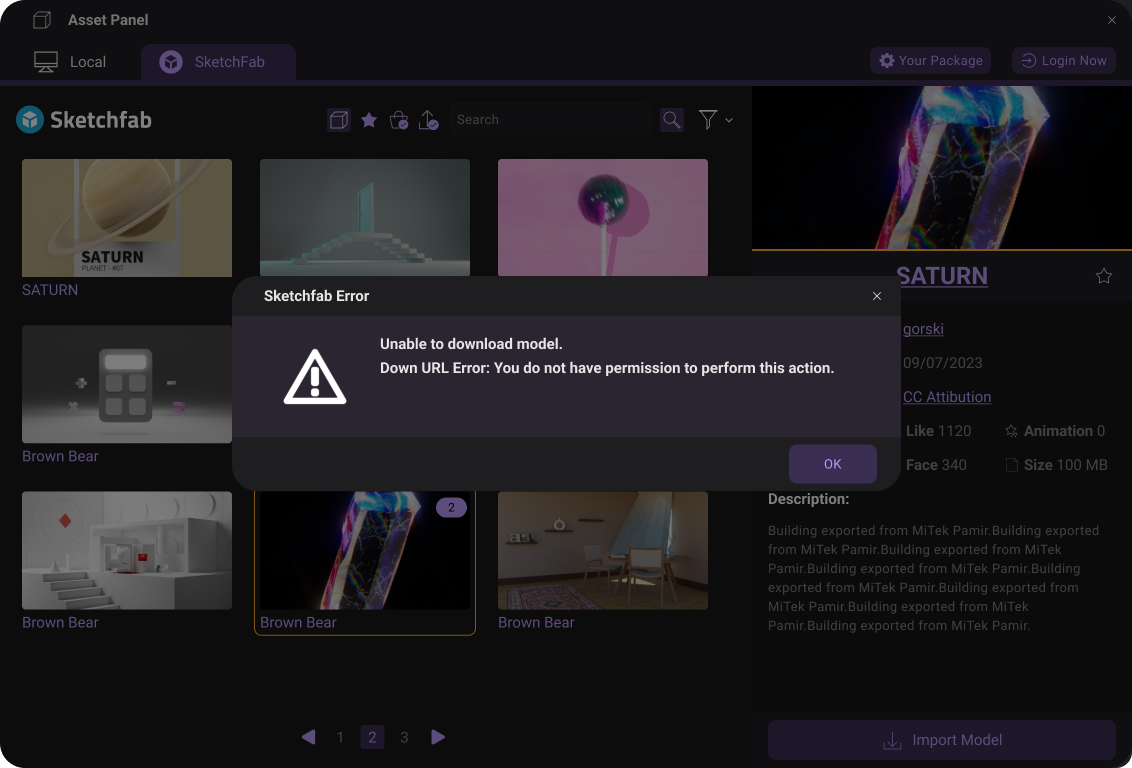 Asset Panel
Local
SketchFab
Your Package
Login Now
Sketchfab
Search
SATURN
PLANET - #07
SATURN
SATURN
gorski
09/07/2023
CC Attibution
Like 1120
Animation 0
Face 340
Size 100 MB
Sketchfab Error
Unable to download model.
Down URL Error: You do not have permission to perform this action.
OK
Brown Bear
2
Brown Bear
Brown Bear
Brown Bear
Description:
Building exported from MiTek Pamir.Building exported
from MiTek Pamir.Building exported from MiTek
Pamir.Building exported from MiTek Pamir.Building
exported from MiTek Pamir.Building exported from
MiTek Pamir.Building exported from MiTek
Pamir.Building exported from MiTek Pamir.
1
2
3
Import Model